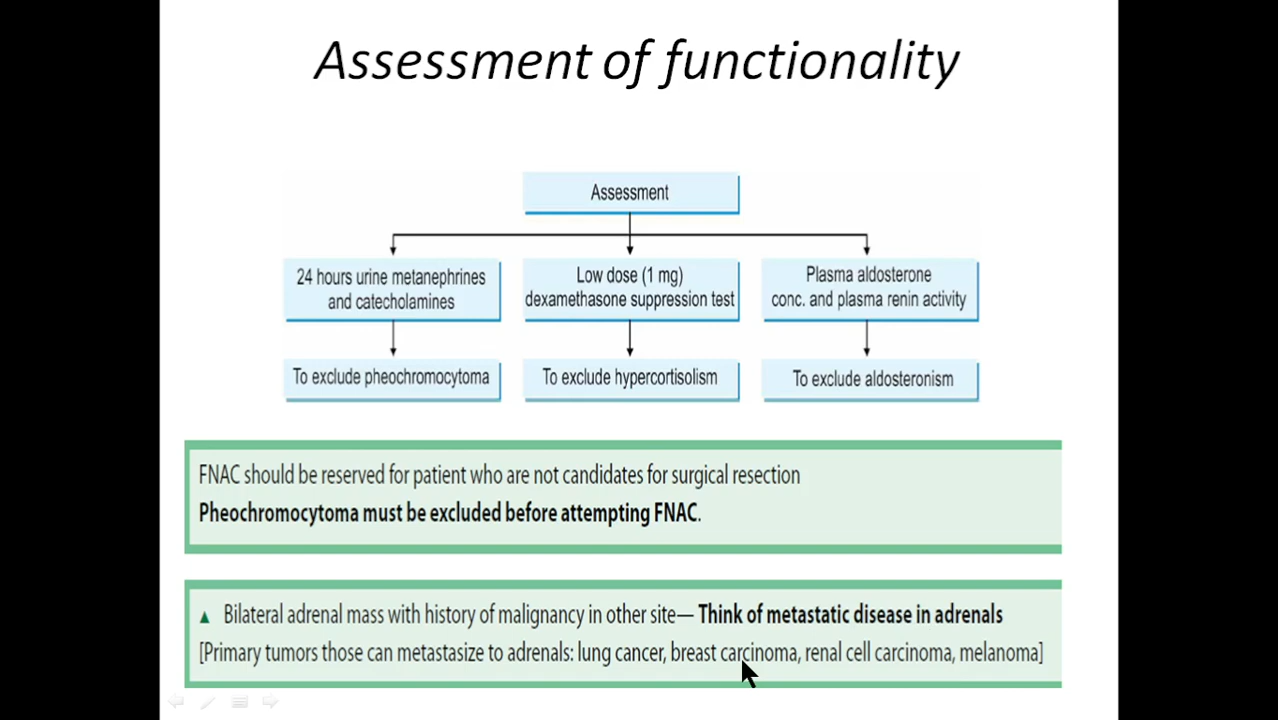 Assessment of functionality
Assessment
24 hours urine metanephrines
and catecholamines
Low dose (1 mg)
dexamethasone suppression test
Plasma aldosterone
conc. and plasma renin activity
To exclude pheochromocytoma
To exclude hypercortisolism
To exclude aldosteronism
FNAC should be reserved for patient who are not candidates for surgical resection
Pheochromocytoma must be excluded before attempting FNAC.
▲ Bilateral adrenal mass with history of malignancy in other site— Think of metastatic disease in adrenals
[Primary tumors those can metastasize to adrenals: lung cancer, breast carcinoma, renal cell carcinoma, melanoma]